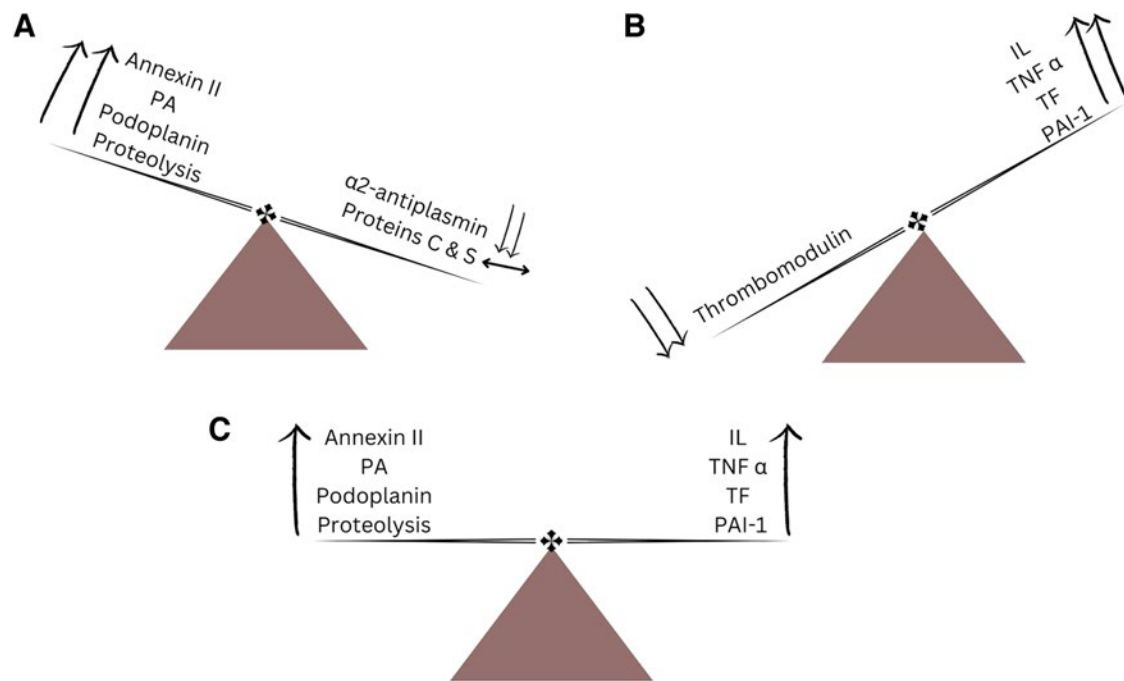 A
Annexin II
PA
Podoplanin
Proteolysis
α2-antiplasmin
Proteins C & S
B
IL
TNF α
TF
PAI-1
Thrombomodulin
C
Annexin II
PA
Podoplanin
Proteolysis
IL
TNF α
TF
PAI-1